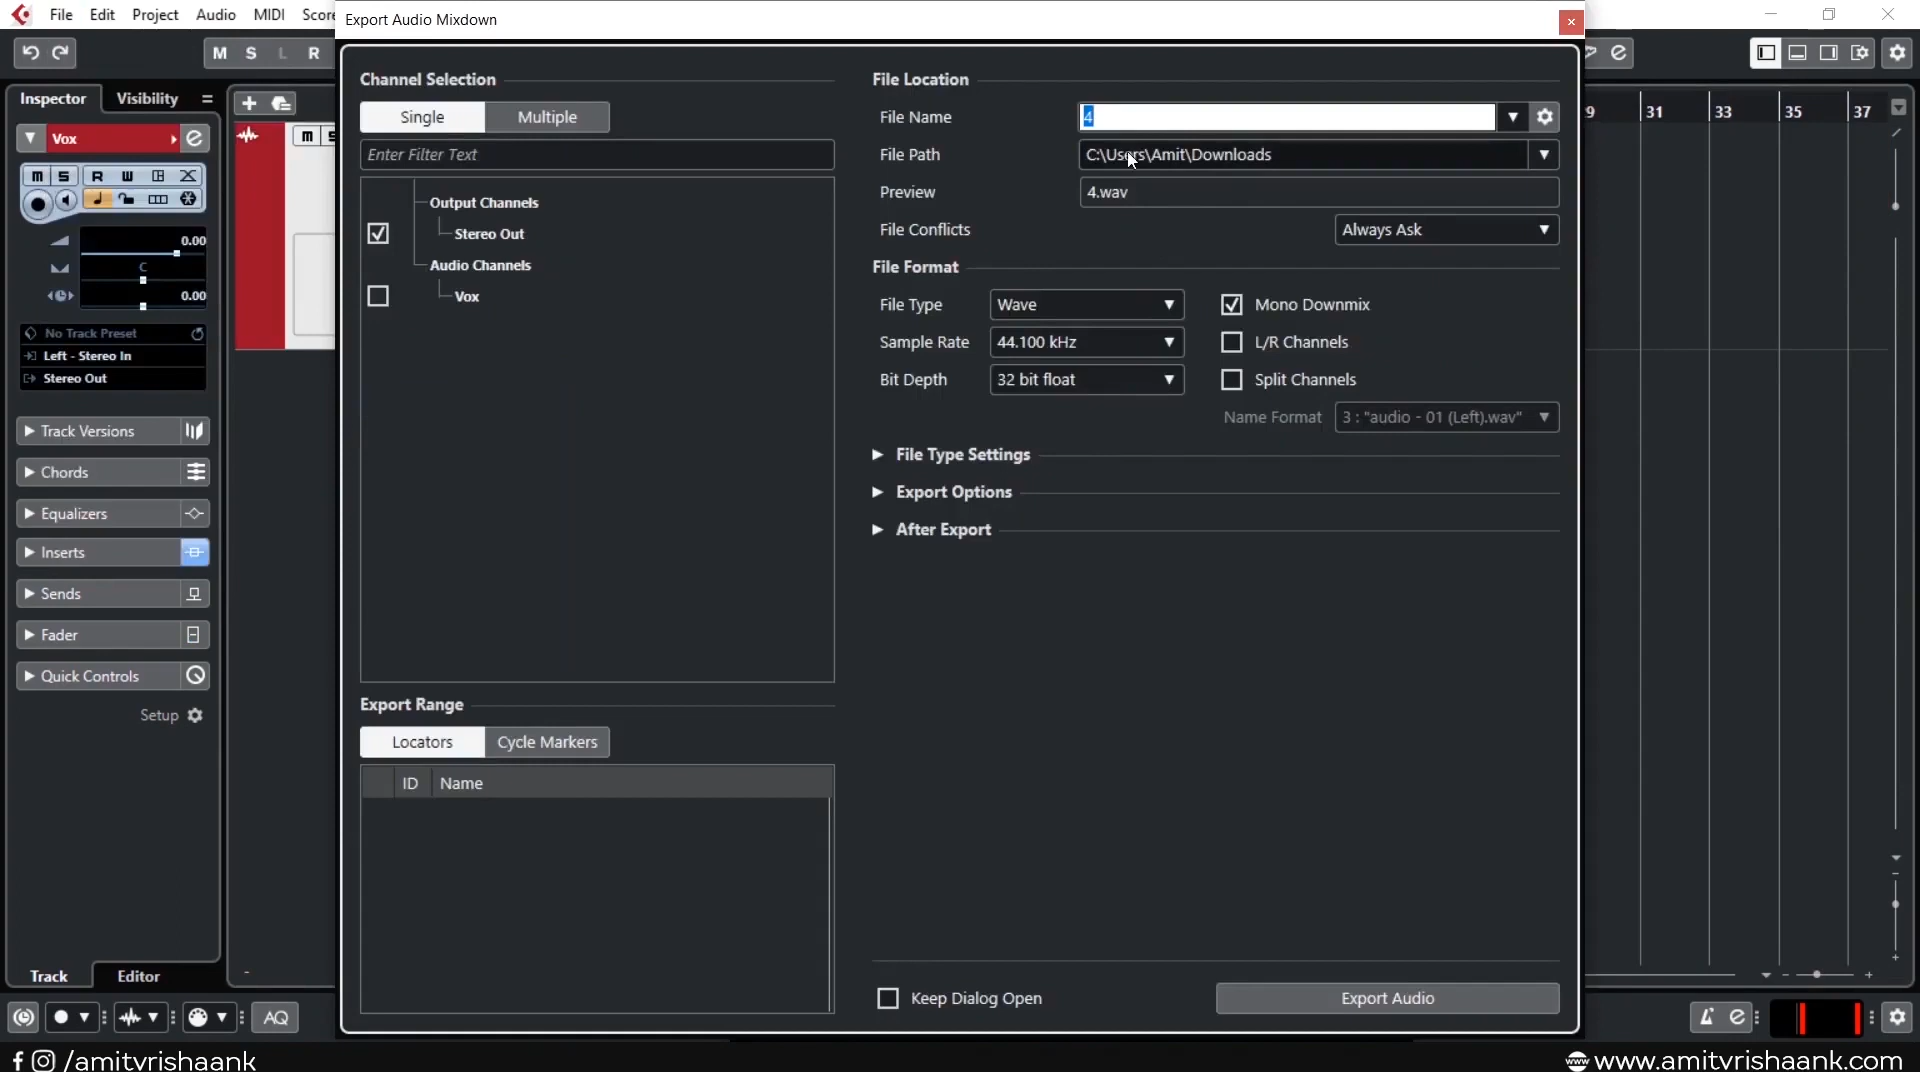 File Edit Project Audio MIDI
Export Audio Mixdown
M S L R
Inspector Visibility
Vox
M S R W
0.00
C
0.00
No Track Preset
Left - Stereo In
Stereo Out
Track Versions
Chords
Equalizers
Inserts
Sends
Fader
Quick Controls
Setup
Track Editor
AQ
Channel Selection
Single Multiple
Enter Filter Text
Output Channels
Stereo Out
Audio Channels
Vox
Export Range
Locators Cycle Markers
ID Name
File Location
File Name 4
File Path C:\Users\Amit\Downloads
Preview 4.wav
File Conflicts Always Ask
File Format
File Type Wave Mono Downmix
Sample Rate 44.100 kHz L/R Channels
Bit Depth 32 bit float Split Channels
Name Format 3 : "audio - 01 (Left).wav"
File Type Settings
Export Options
After Export
Keep Dialog Open Export Audio
31 33 35 37
/amitvrishaank
www.amitvrishaank.com